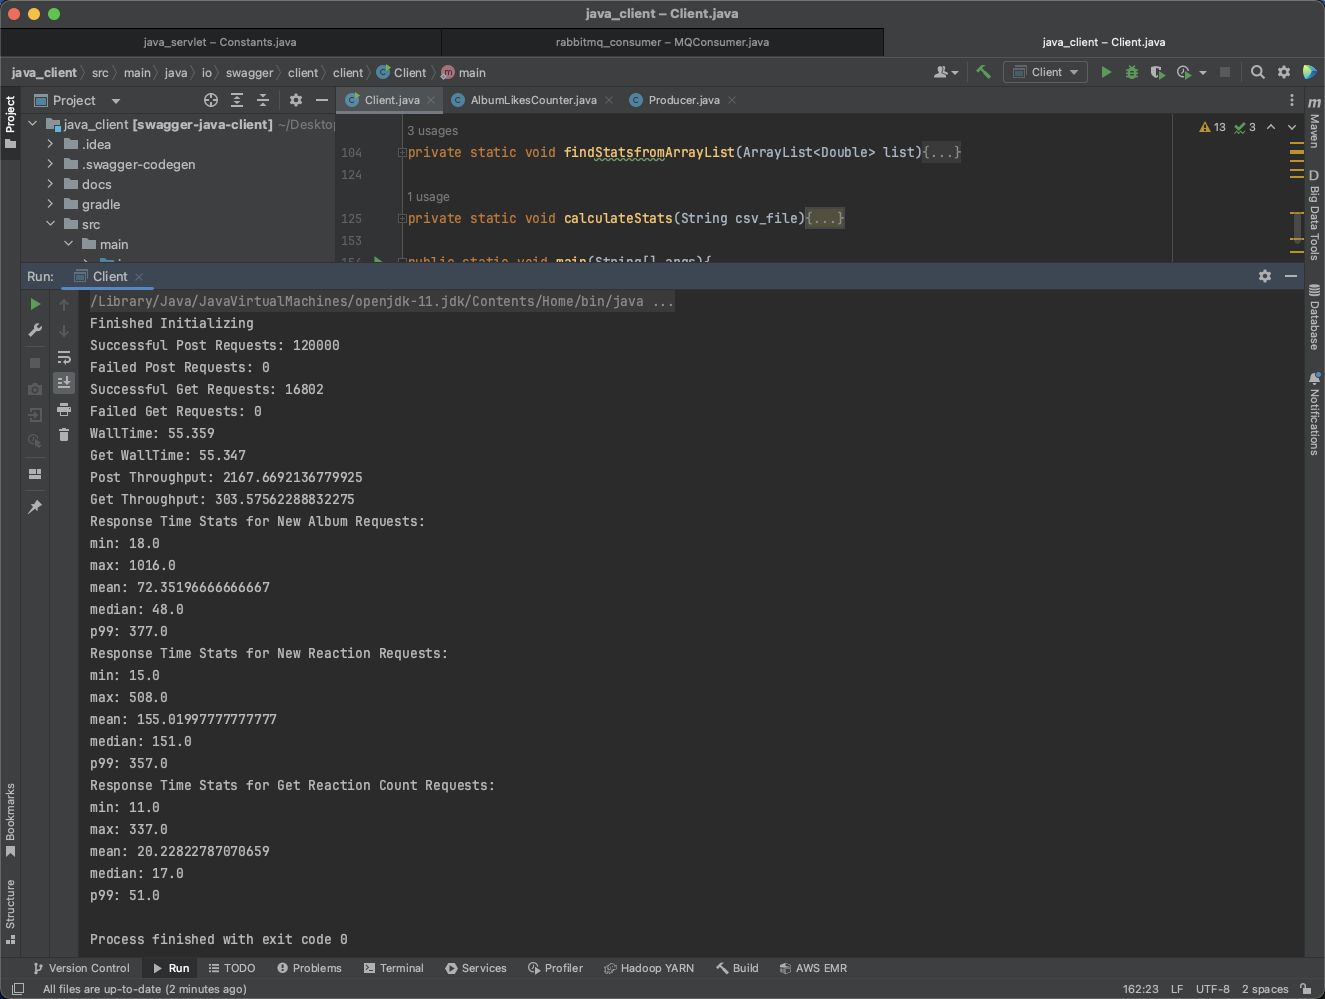 java_client – Client.java
java_servlet – Constants.java
rabbitmq_consumer – MQConsumer.java
java_client – Client.java
java_client src main java io swagger client client Client main
Client
Project
Client.java
AlbumLikesCounter.java
Producer.java
java_client [swagger-java-client] ~/Deskto
.idea
.swagger-codegen
docs
gradle
src
main
3 usages
104 private static void findStatsfromArrayList(ArrayList<Double> list){...}
124
1 usage
125 private static void calculateStats(String csv_file){...}
153
154 public static void main(String[] args){
13 3
Run: Client
/Library/Java/JavaVirtualMachines/openjdk-11.jdk/Contents/Home/bin/java ...
Finished Initializing
Successful Post Requests: 120000
Failed Post Requests: 0
Successful Get Requests: 16802
Failed Get Requests: 0
WallTime: 55.359
Get WallTime: 55.347
Post Throughput: 2167.6692136779925
Get Throughput: 303.57562288832275
Response Time Stats for New Album Requests:
min: 18.0
max: 1016.0
mean: 72.35196666666667
median: 48.0
p99: 377.0
Response Time Stats for New Reaction Requests:
min: 15.0
max: 508.0
mean: 155.01997777777777
median: 151.0
p99: 357.0
Response Time Stats for Get Reaction Count Requests:
min: 11.0
max: 337.0
mean: 20.22822787070659
median: 17.0
p99: 51.0
Process finished with exit code 0
Project
Bookmarks
Structure
m
Maven
D
Big Data Tools
Database
Notifications
Version Control
Run
TODO
Problems
Terminal
Services
Profiler
Hadoop YARN
Build
AWS EMR
All files are up-to-date (2 minutes ago)
162:23 LF UTF-8 2 spaces